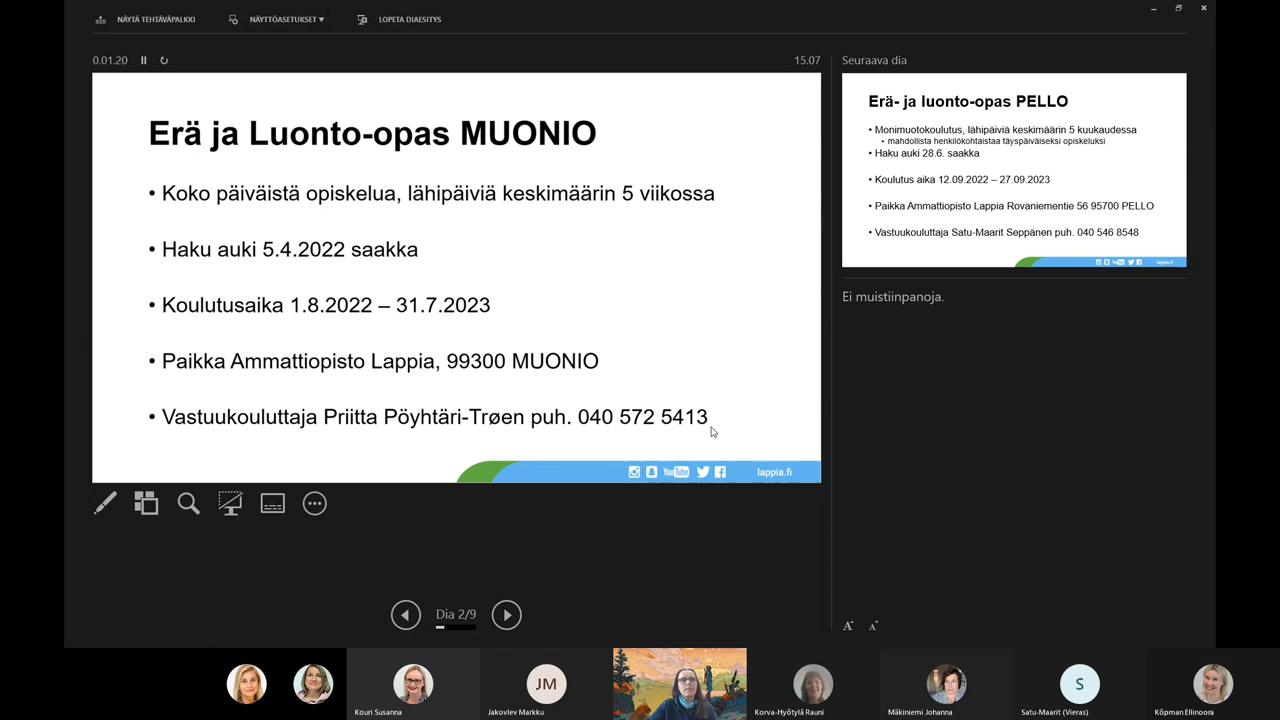 NÄYTÄ TEHTÄVÄPALKKI
NÄYTTÖASETUKSET ▼
LOPETA DIAESITYS
0.01.20
15.07
Erä ja Luonto-opas MUONIO
• Koko päiväistä opiskelua, lähipäiviä keskimäärin 5 viikossa
• Haku auki 5.4.2022 saakka
• Koulutusaika 1.8.2022 – 31.7.2023
• Paikka Ammattiopisto Lappia, 99300 MUONIO
• Vastuukouluttaja Priitta Pöyhtäri-Trøen puh. 040 572 5413
YouTube
lappia.fi
Seuraava dia
Erä- ja luonto-opas PELLO
• Monimuotokoulutus, lähipäiviä keskimäärin 5 kuukaudessa
• mahdollista henkilökohtaistaa täyspäiväiseksi opiskeluksi
• Haku auki 28.6. saakka
• Koulutus aika 12.09.2022 – 27.09.2023
• Paikka Ammattiopisto Lappia Rovaniementie 56 95700 PELLO
• Vastuukouluttaja Satu-Maarit Seppänen puh. 040 546 8548
YouTube
lappia.fi
Ei muistiinpanoja.
Dia 2/9
A A
JM
S
Kouri Susanna
Jakovlev Markku
Korva-Hyötylä Rauni
Mäkiniemi Johanna
Satu-Maarit (Vieras)
Köpman Ellinoora